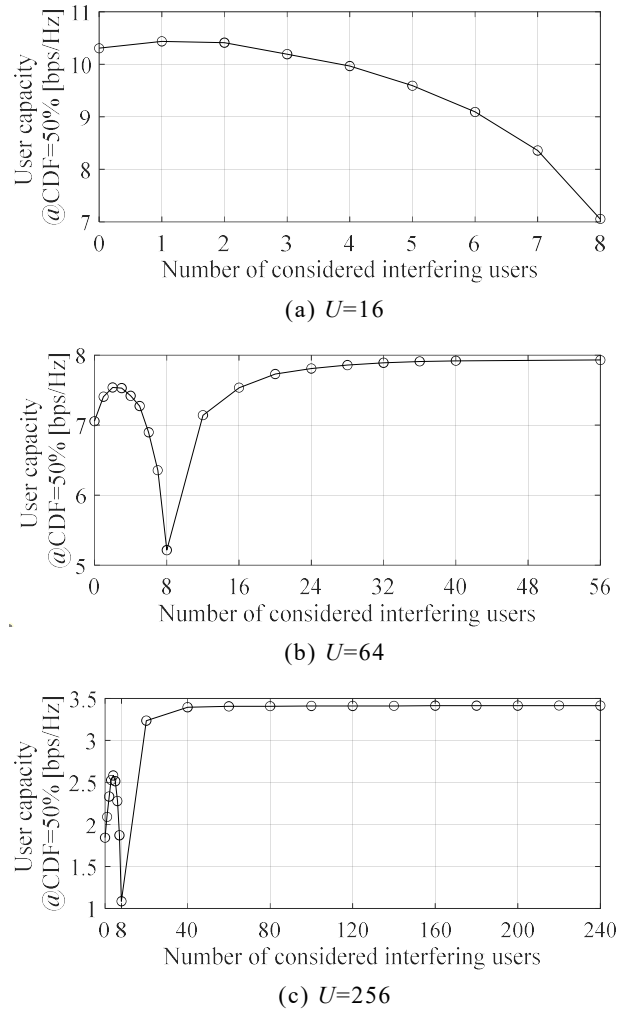 User capacity
@CDF=50% [bps/Hz]
11
10
9
8
7
0 1 2 3 4 5 6 7 8
Number of considered interfering users
(a) U=16
User capacity
@CDF=50% [bps/Hz]
8
7
6
5
0 8 16 24 32 40 48 56
Number of considered interfering users
(b) U=64
User capacity
@CDF=50% [bps/Hz]
3.5
3
2.5
2
1.5
1
0 8 40 80 120 160 200 240
Number of considered interfering users
(c) U=256